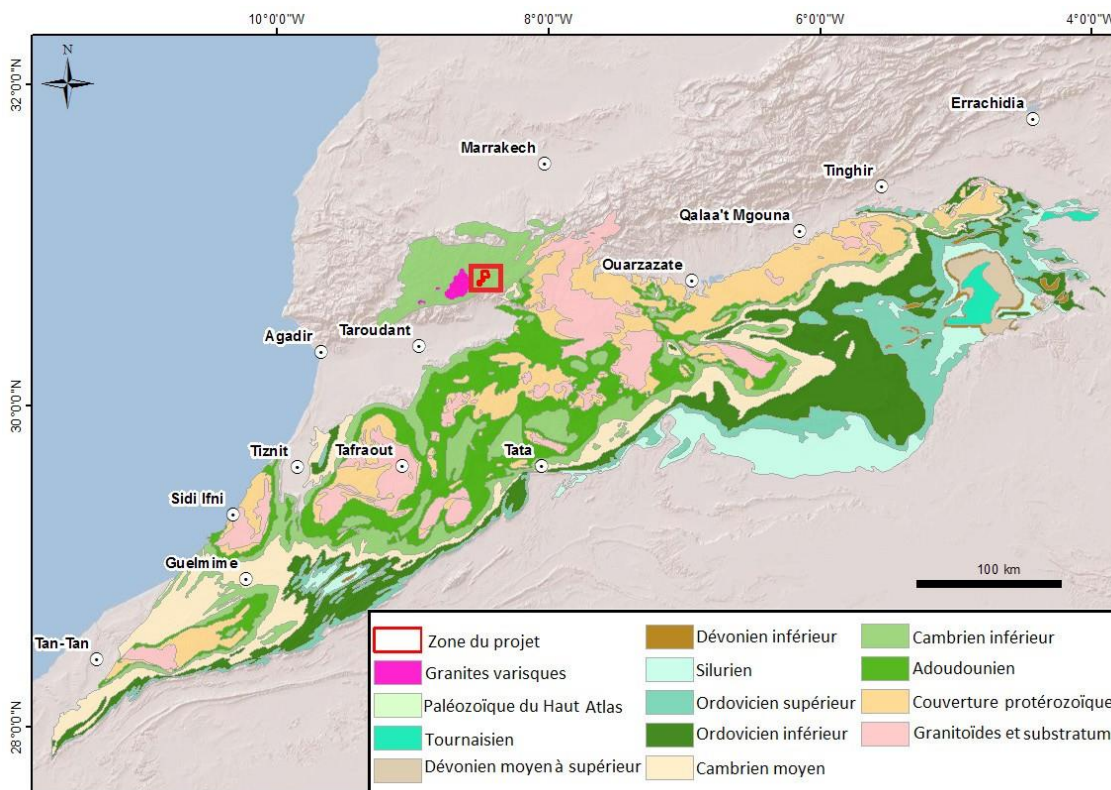 10°0'0"W
8°0'0"W
6°0'0"W
4°0'0"W
N
32°0'0"N
30°0'0"N
28°0'0"N
Errachidia
Marrakech
Tinghir
Qalaa't Mgouna
Ouarzazate
Agadir
Taroudant
Tiznit
Tafraout
Tata
Sidi Ifni
Guelmime
Tan-Tan
100 km
Zone du projet
Granites varisques
Paléozoïque du Haut Atlas
Tournaisien
Dévonien moyen à supérieur
Dévonien inférieur
Silurien
Ordovicien supérieur
Ordovicien inférieur
Cambrien moyen
Cambrien inférieur
Adoudounien
Couverture protérozoïque
Granitoïdes et substratum